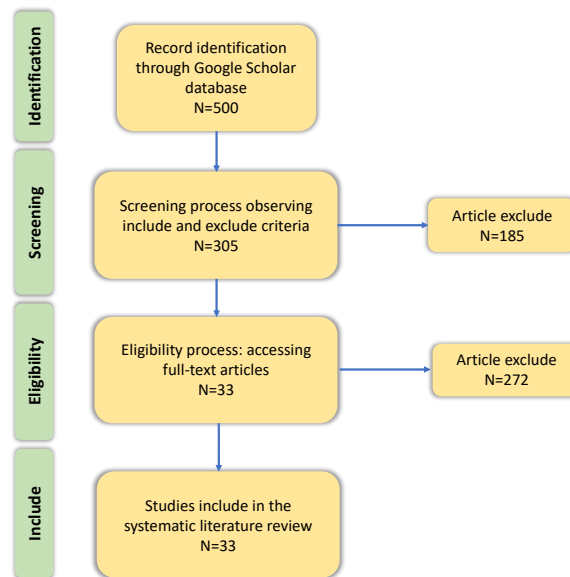 Identification
Record identification
through Google Scholar
database
N=500
Screening
Screening process observing
include and exclude criteria
N=305
Article exclude
N=185
Eligibility
Eligibility process: accessing
full-text articles
N=33
Article exclude
N=272
Include
Studies include in the
systematic literature review
N=33